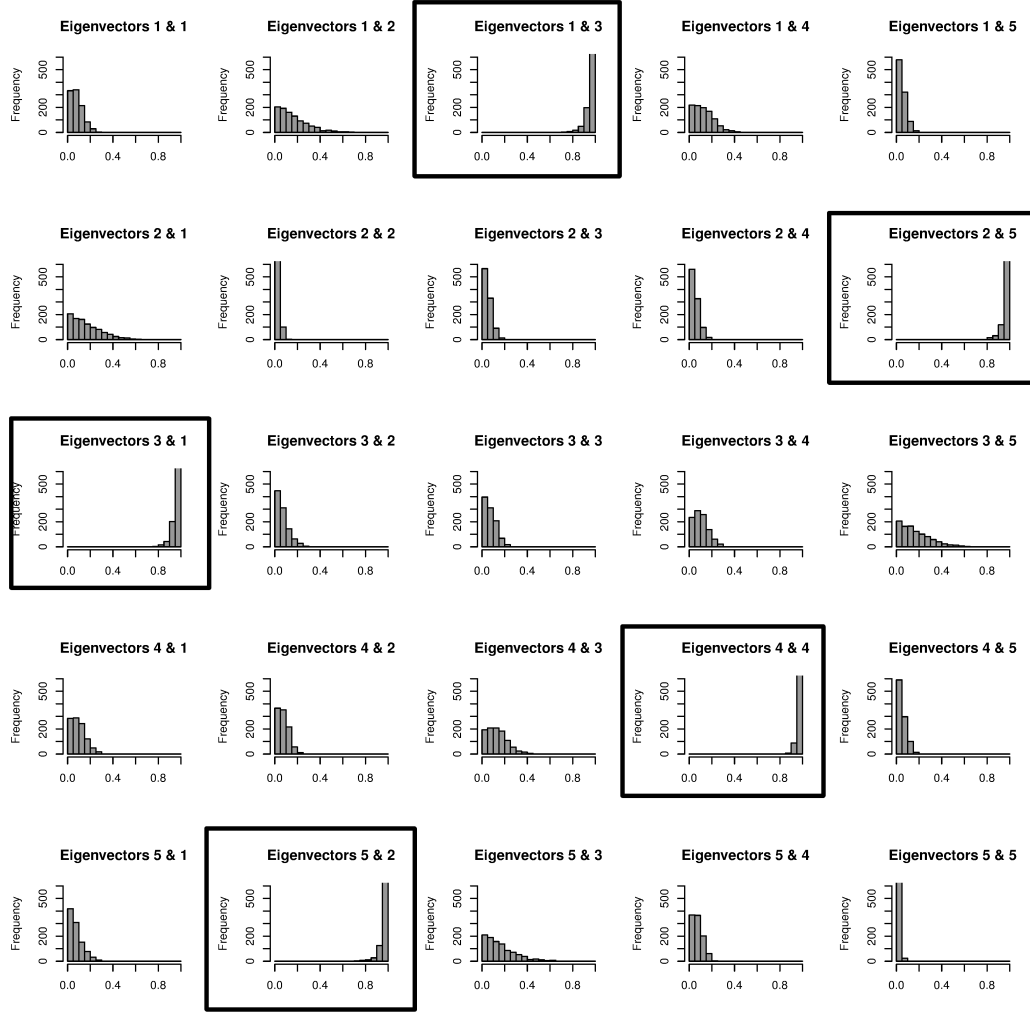 Eigenvectors 1 & 1
Frequency
0 200 500
0.0 0.4 0.8
Eigenvectors 1 & 2
Frequency
0 200 500
0.0 0.4 0.8
Eigenvectors 1 & 3
Frequency
0 200 500
0.0 0.4 0.8
Eigenvectors 1 & 4
Frequency
0 200 500
0.0 0.4 0.8
Eigenvectors 1 & 5
Frequency
0 200 500
0.0 0.4 0.8
Eigenvectors 2 & 1
Frequency
0 200 500
0.0 0.4 0.8
Eigenvectors 2 & 2
Frequency
0 200 500
0.0 0.4 0.8
Eigenvectors 2 & 3
Frequency
0 200 500
0.0 0.4 0.8
Eigenvectors 2 & 4
Frequency
0 200 500
0.0 0.4 0.8
Eigenvectors 2 & 5
Frequency
0 200 500
0.0 0.4 0.8
Eigenvectors 3 & 1
Frequency
0 200 500
0.0 0.4 0.8
Eigenvectors 3 & 2
Frequency
0 200 500
0.0 0.4 0.8
Eigenvectors 3 & 3
Frequency
0 200 500
0.0 0.4 0.8
Eigenvectors 3 & 4
Frequency
0 200 500
0.0 0.4 0.8
Eigenvectors 3 & 5
Frequency
0 200 500
0.0 0.4 0.8
Eigenvectors 4 & 1
Frequency
0 200 500
0.0 0.4 0.8
Eigenvectors 4 & 2
Frequency
0 200 500
0.0 0.4 0.8
Eigenvectors 4 & 3
Frequency
0 200 500
0.0 0.4 0.8
Eigenvectors 4 & 4
Frequency
0 200 500
0.0 0.4 0.8
Eigenvectors 4 & 5
Frequency
0 200 500
0.0 0.4 0.8
Eigenvectors 5 & 1
Frequency
0 200 500
0.0 0.4 0.8
Eigenvectors 5 & 2
Frequency
0 200 500
0.0 0.4 0.8
Eigenvectors 5 & 3
Frequency
0 200 500
0.0 0.4 0.8
Eigenvectors 5 & 4
Frequency
0 200 500
0.0 0.4 0.8
Eigenvectors 5 & 5
Frequency
0 200 500
0.0 0.4 0.8